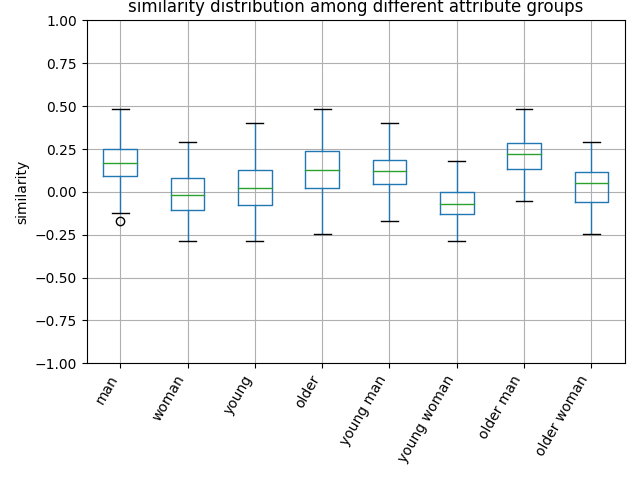 similarity distribution among different attribute groups
1.00
0.75
0.50
0.25
0.00
−0.25
−0.50
−0.75
−1.00
similarity
man
woman
young
older
young man
young woman
older man
older woman